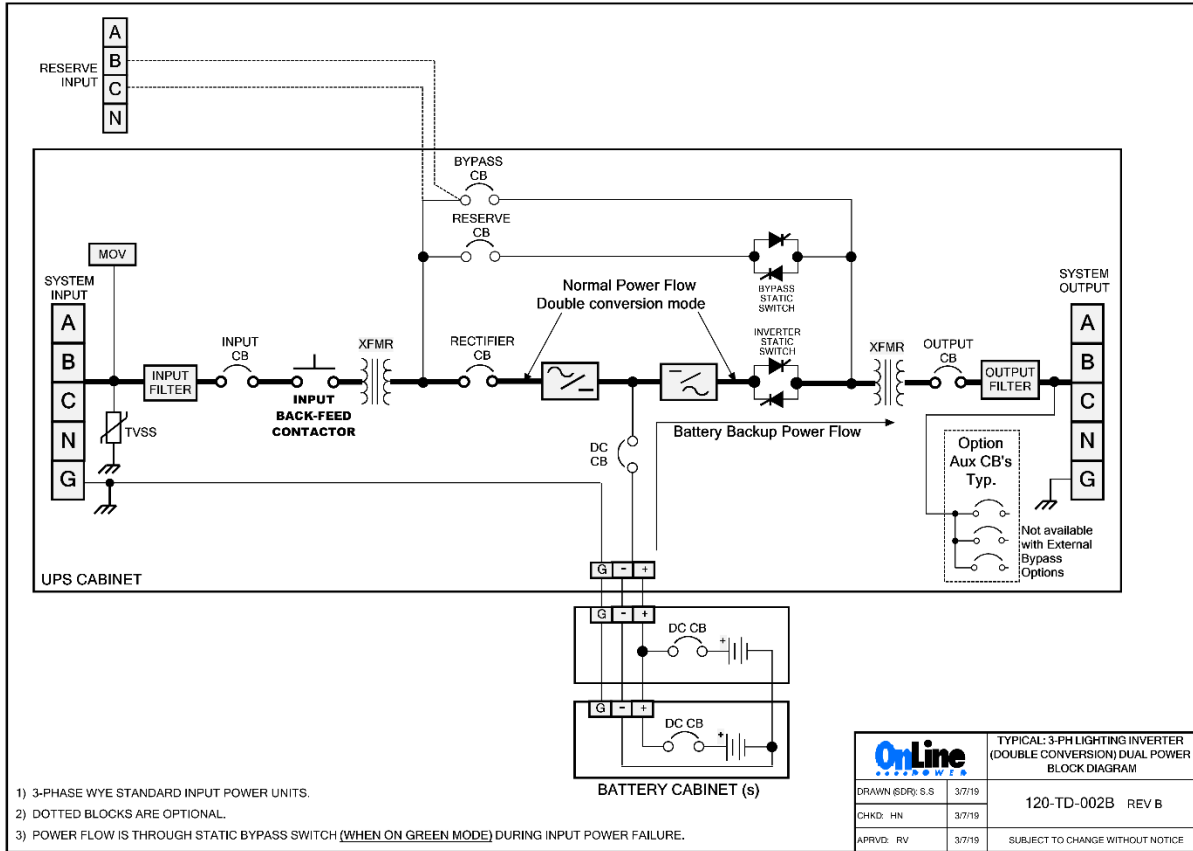 RESERVE
INPUT
A
B
C
N
BYPASS
CB
RESERVE
CB
MOV
SYSTEM
INPUT
A
B
C
N
G
INPUT
FILTER
INPUT
CB
INPUT
BACK-FEED
CONTACTOR
TVSS
XFMR
RECTIFIER
CB
Normal Power Flow
Double conversion mode
BYPASS
STATIC
SWITCH
INVERTER
STATIC
SWITCH
XFMR
OUTPUT
CB
OUTPUT
FILTER
SYSTEM
OUTPUT
A
B
C
N
G
Battery Backup Power Flow
DC
CB
Option
Aux CB's
Typ.
Not available
with External
Bypass
Options
UPS CABINET
G - +
G - +
DC CB
+
G - +
DC CB
+
BATTERY CABINET (s)
1) 3-PHASE WYE STANDARD INPUT POWER UNITS.
2) DOTTED BLOCKS ARE OPTIONAL.
3) POWER FLOW IS THROUGH STATIC BYPASS SWITCH (WHEN ON GREEN MODE) DURING INPUT POWER FAILURE.
OnLine
POWER
TYPICAL: 3-PH LIGHTING INVERTER
(DOUBLE CONVERSION) DUAL POWER
BLOCK DIAGRAM
DRAWN (SDR): S.S 3/7/19
CHKD: HN 3/7/19
APRVD: RV 3/7/19
120-TD-002B REV B
SUBJECT TO CHANGE WITHOUT NOTICE